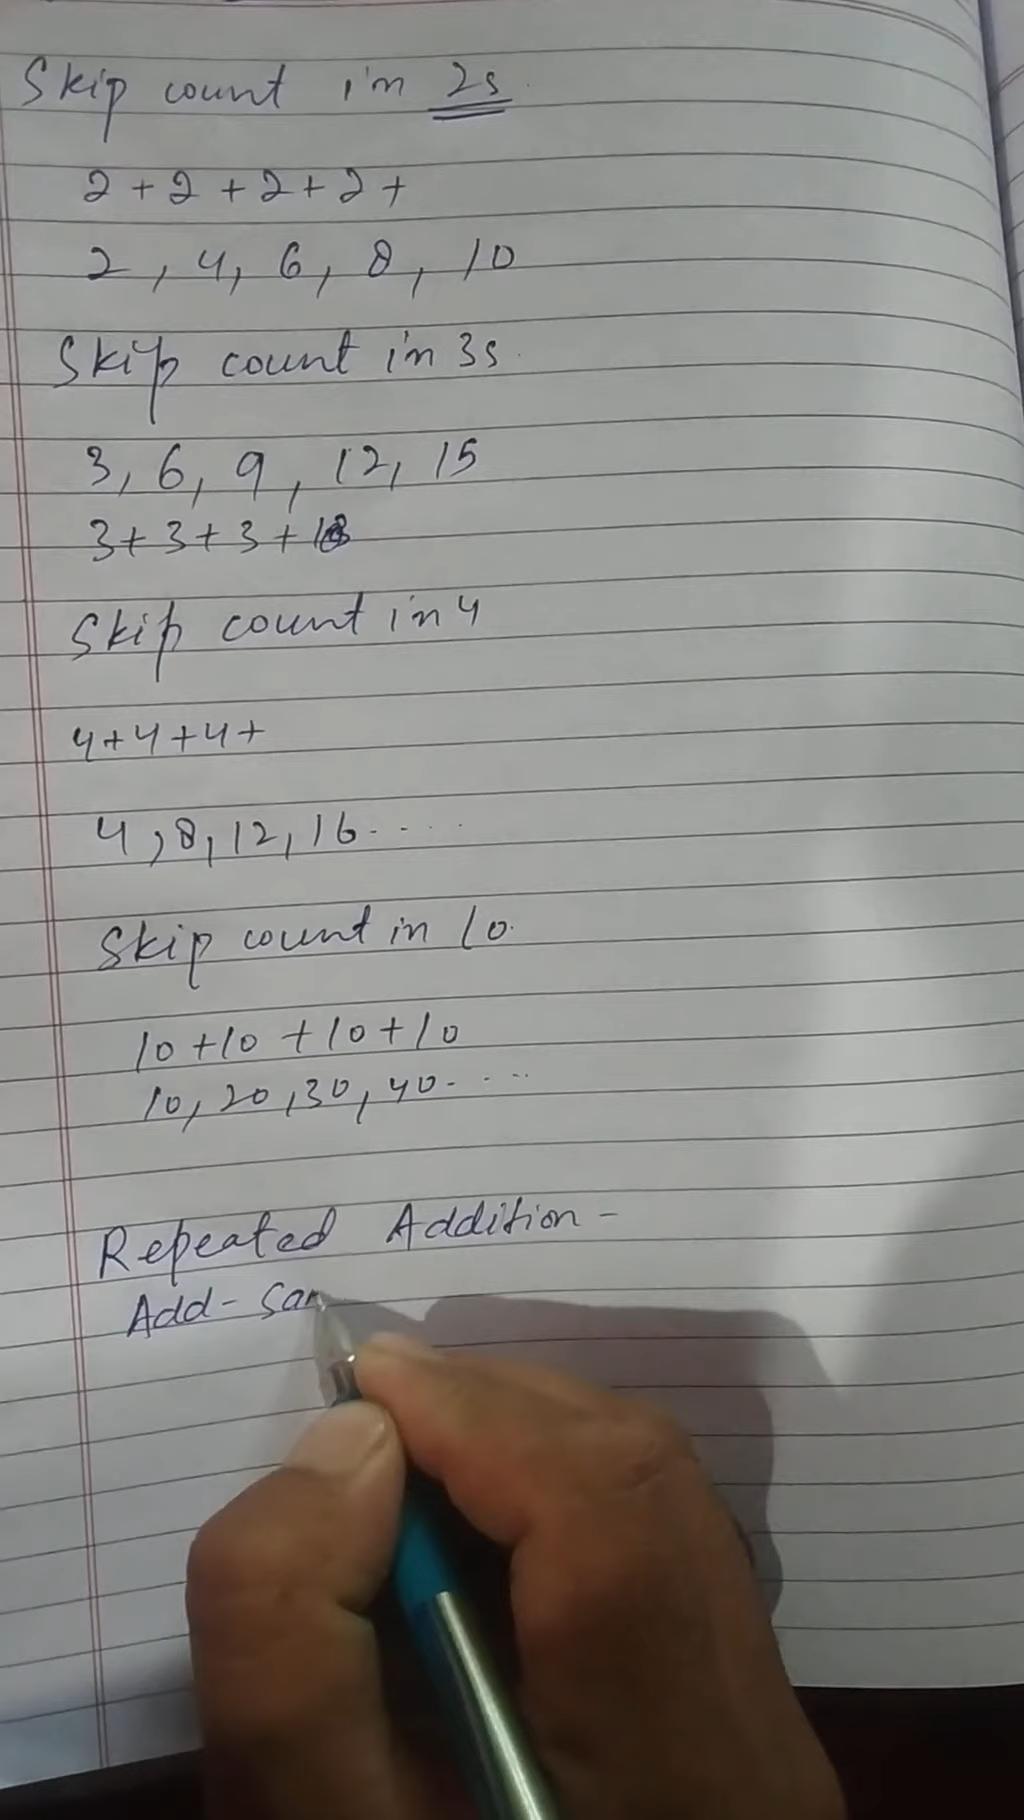 Skip count in 2s
2 + 2 + 2 + 2 +
2, 4, 6, 8, 10
Skip count in 3s.
3, 6, 9, 12, 15
3 + 3 + 3 +
Skip count in 4
4 + 4 + 4 +
4, 8, 12, 16.....
Skip count in 10.
10 + 10 + 10 + 10
10, 20, 30, 40....
Repeated Addition -
Add - Sam